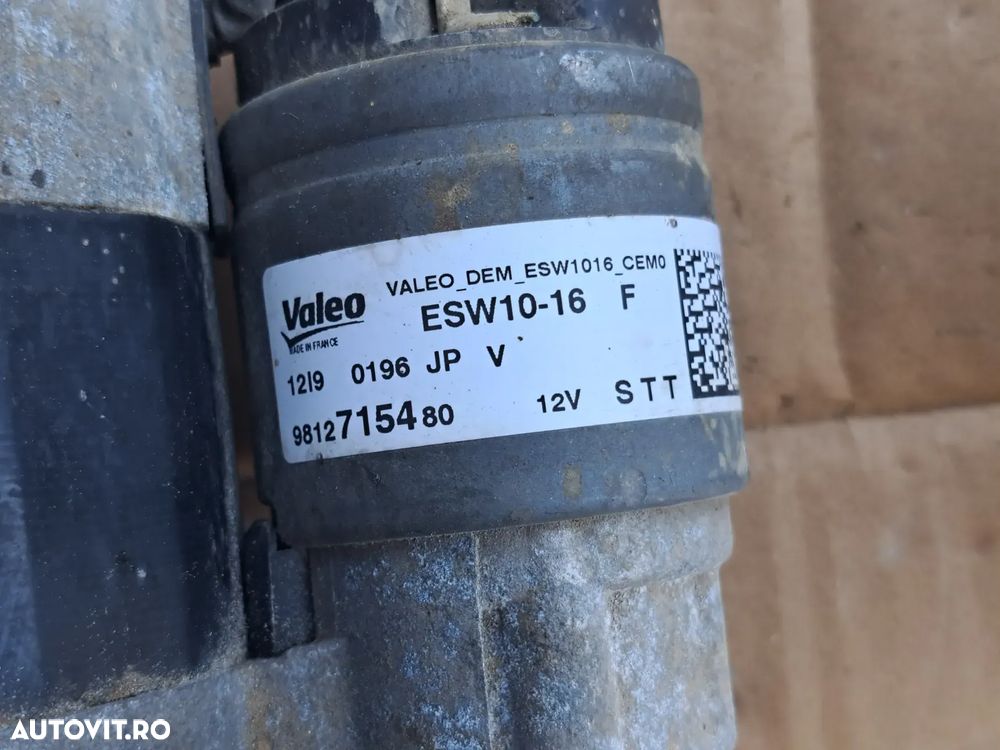 VALEO_DEM_ESW1016_CEM0
Valeo
ESW10-16 F
MADE IN FRANCE
12I9 0196 JP V
9812715480 12V STT
AUTOVIT.RO